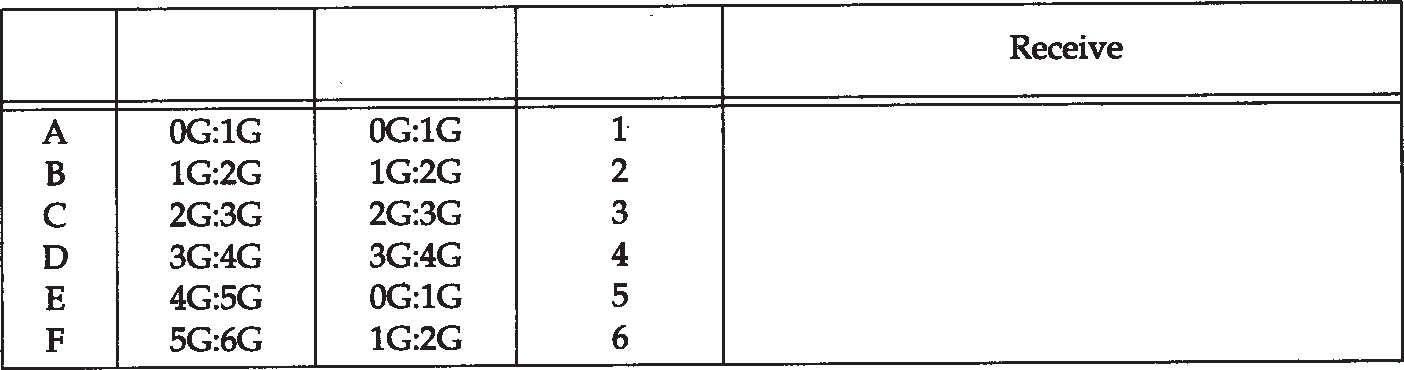 Receive
A 0G:1G 0G:1G 1
B 1G:2G 1G:2G 2
C 2G:3G 2G:3G 3
D 3G:4G 3G:4G 4
E 4G:5G 0G:1G 5
F 5G:6G 1G:2G 6